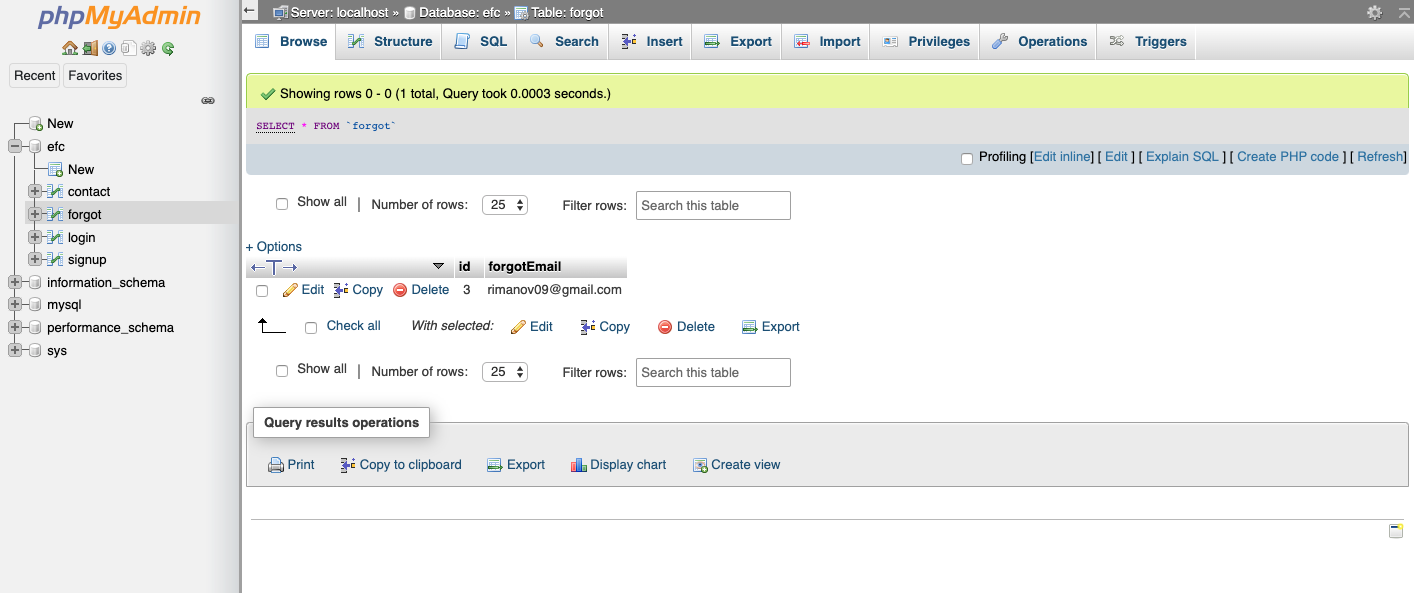 phpMyAdmin
Recent Favorites
New
efc
New
contact
forgot
login
signup
information_schema
mysql
performance_schema
sys
Server: localhost » Database: efc » Table: forgot
Browse Structure SQL Search Insert Export Import Privileges Operations Triggers
Showing rows 0 - 0 (1 total, Query took 0.0003 seconds.)
SELECT * FROM `forgot`
Profiling [Edit inline] [ Edit ] [ Explain SQL ] [ Create PHP code ] [ Refresh]
Show all | Number of rows: 25 Filter rows: Search this table
+ Options
←T→ id forgotEmail
Edit Copy Delete 3 rimanov09@gmail.com
Check all With selected: Edit Copy Delete Export
Show all | Number of rows: 25 Filter rows: Search this table
Query results operations
Print Copy to clipboard Export Display chart Create view